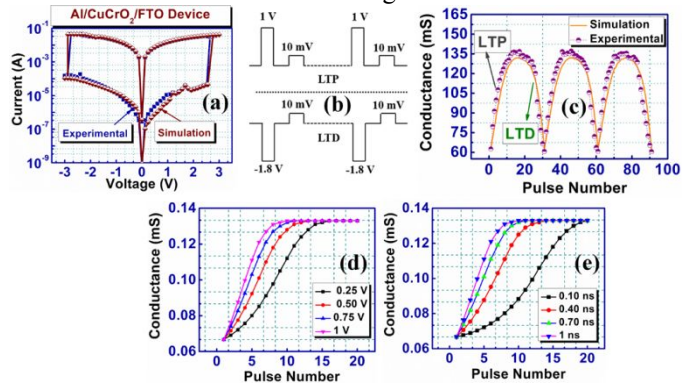 Al/CuCrO₂/FTO Device
Current (A)
10⁻¹
10⁻³
10⁻⁵
10⁻⁷
10⁻⁹
(a)
Experimental
Simulation
-3 -2 -1 0 1 2 3
Voltage (V)
1 V
1 V
10 mV
10 mV
LTP
(b)
10 mV
10 mV
LTD
-1.8 V
-1.8 V
Conductance (mS)
165
150
135
120
105
90
75
60
Simulation
Experimental
LTP
(c)
LTD
0 20 40 60 80 100
Pulse Number
Conductance (mS)
0.14
0.12
0.10
0.08
0.06
(d)
0.25 V
0.50 V
0.75 V
1 V
0 5 10 15 20
Pulse Number
Conductance (mS)
0.14
0.12
0.10
0.08
0.06
(e)
0.10 ns
0.40 ns
0.70 ns
1 ns
0 5 10 15 20
Pulse Number